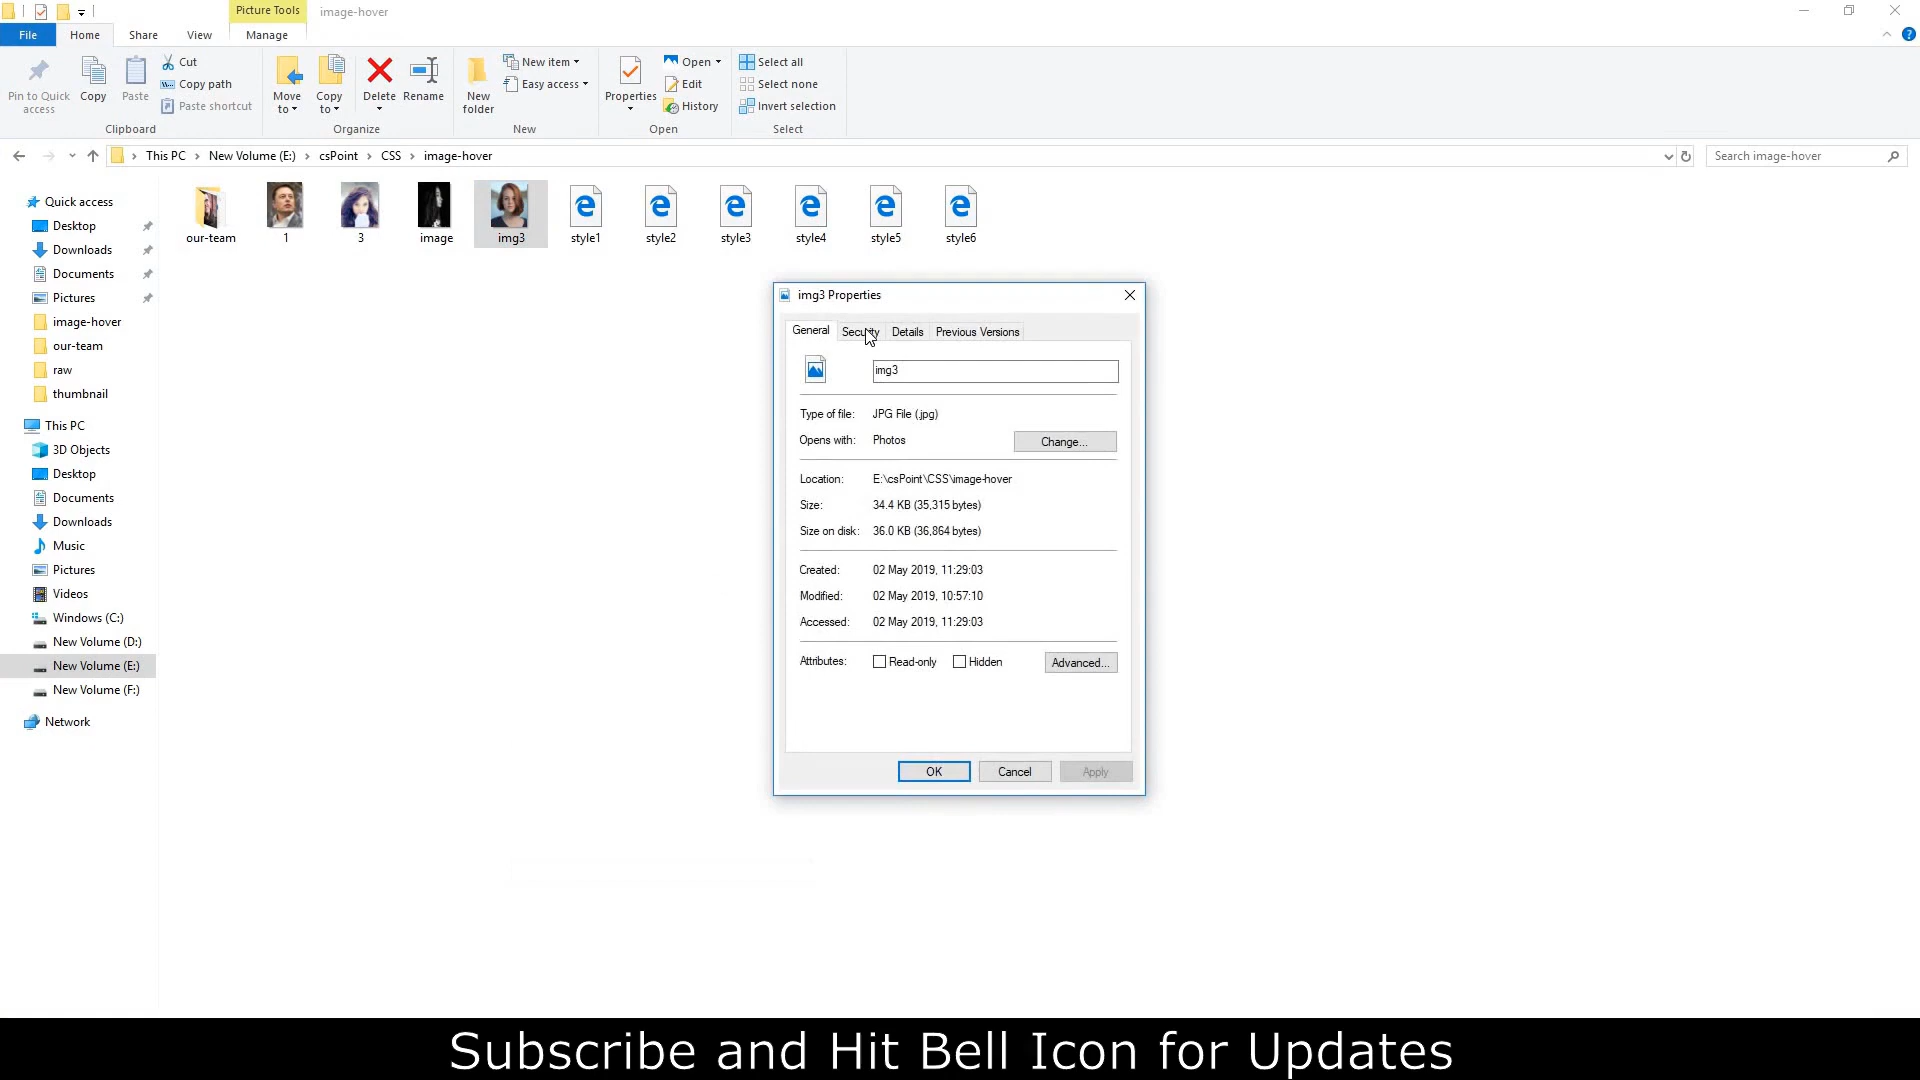 Picture Tools
image-hover
File
Home
Share
View
Manage
Pin to Quick
access
Copy
Paste
Cut
Copy path
Paste shortcut
Clipboard
Move
to
Copy
to
Delete
Rename
Organize
New
folder
New item
Easy access
New
Properties
Open
Edit
History
Open
Select all
Select none
Invert selection
Select
This PC > New Volume (E:) > csPoint > CSS > image-hover
Search image-hover
Quick access
Desktop
Downloads
Documents
Pictures
image-hover
our-team
raw
thumbnail
This PC
3D Objects
Desktop
Documents
Downloads
Music
Pictures
Videos
Windows (C:)
New Volume (D:)
New Volume (E:)
New Volume (F:)
Network
our-team
1
3
image
img3
style1
style2
style3
style4
style5
style6
img3 Properties
General
Security
Details
Previous Versions
img3
Type of file: JPG File (.jpg)
Opens with: Photos
Change...
Location: E:\csPoint\CSS\image-hover
Size: 34.4 KB (35,315 bytes)
Size on disk: 36.0 KB (36,864 bytes)
Created: 02 May 2019, 11:29:03
Modified: 02 May 2019, 10:57:10
Accessed: 02 May 2019, 11:29:03
Attributes: Read-only Hidden
Advanced...
OK
Cancel
Apply
Subscribe and Hit Bell Icon for Updates